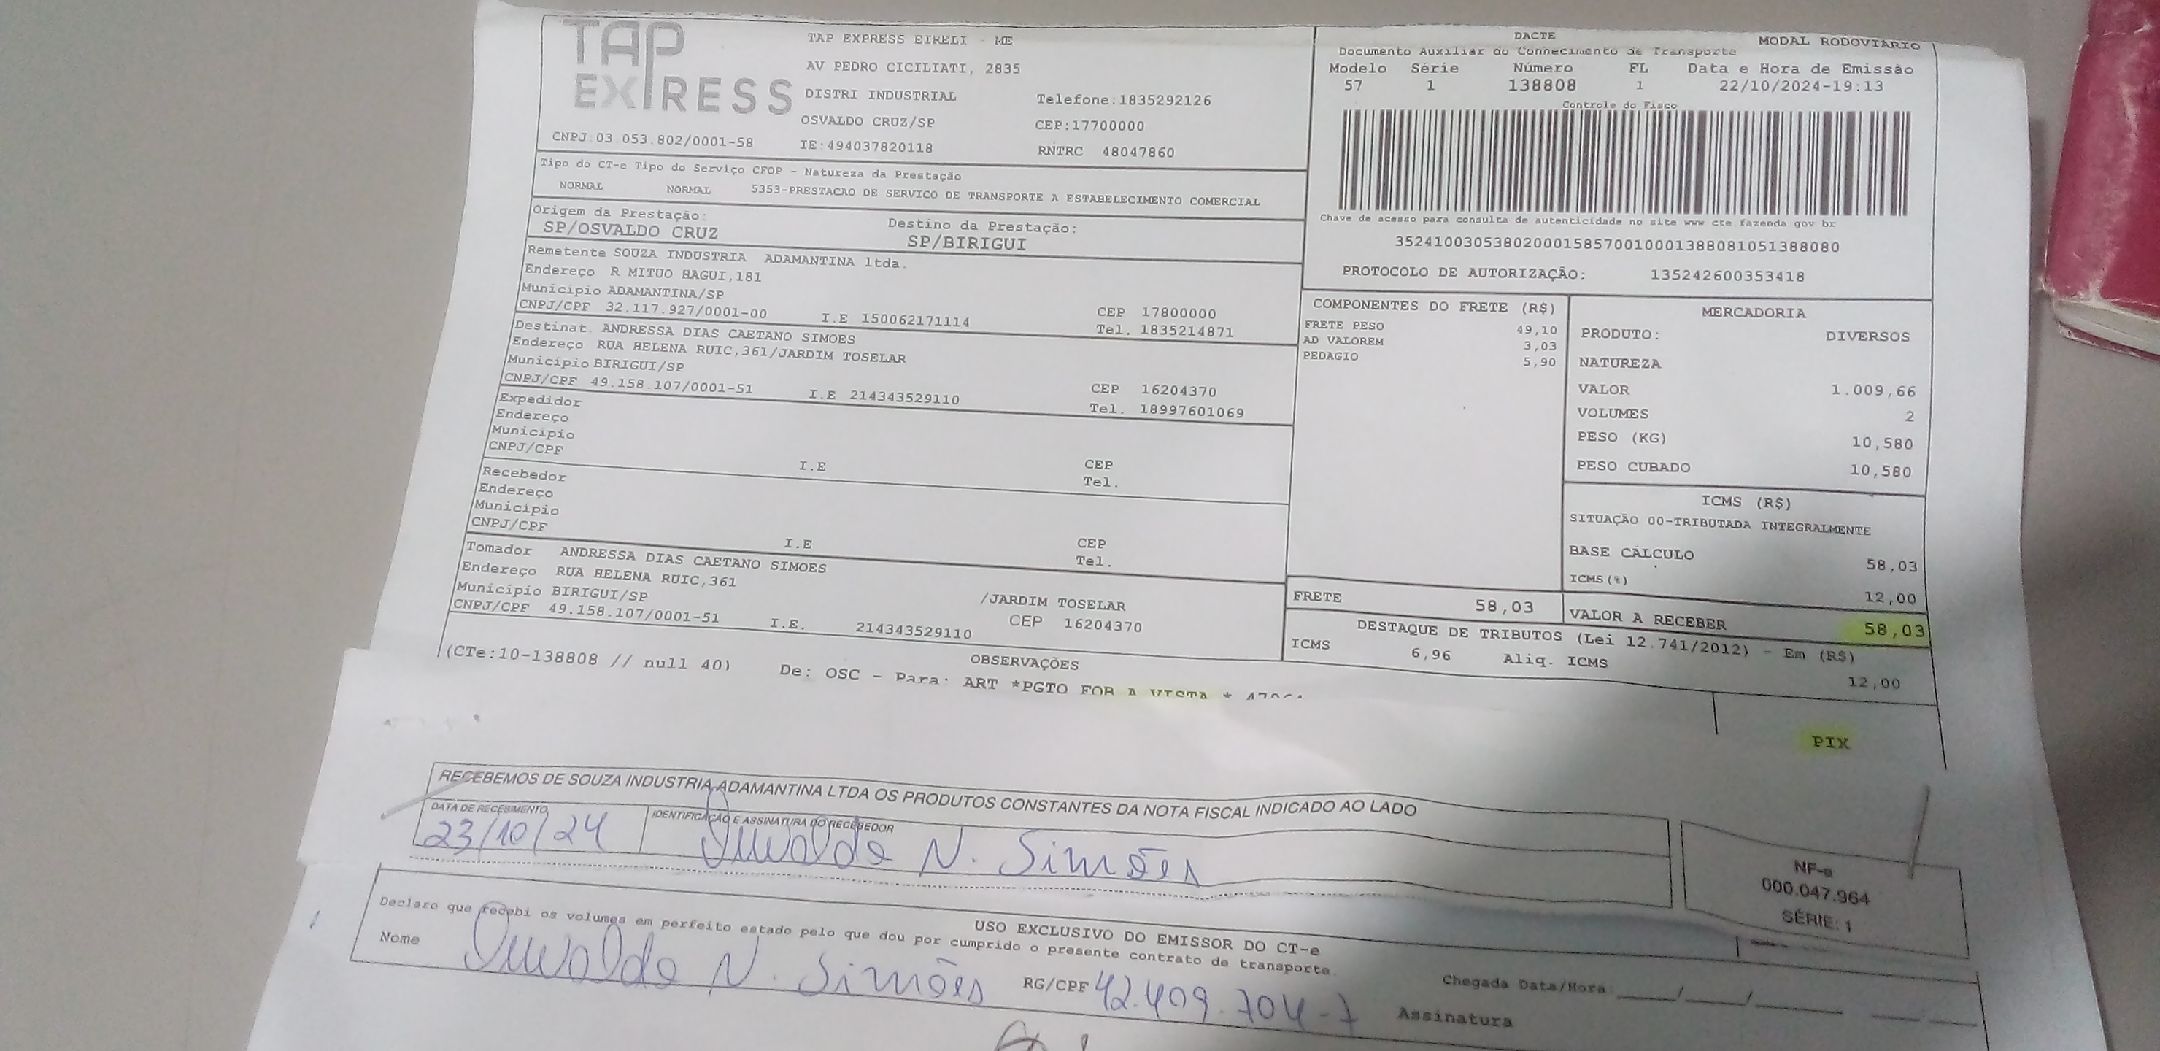 TAP
EXPRESS
TAP EXPRESS EIRELI - ME
AV PEDRO CICILIATI, 2835
DISTRI INDUSTRIAL
Telefone:1835292126
OSVALDO CRUZ/SP
CEP:17700000
CNPJ:03 053.802/0001-58
IE:494037820118
RNTRC 48047860
DACTE
MODAL RODOVIARIO
Documento Auxiliar do Conhecimento de Transporte
Modelo Série Número FL Data e Hora de Emissão
57 1 138808 1 22/10/2024-19:13
Controle do Fisco
Chave de acesso para consulta de autenticidade no site www cte fazenda gov br
35241003053802000158570010001388081051388080
PROTOCOLO DE AUTORIZAÇÃO: 135242600353418
Tipo do CT-e Tipo do Serviço CFOP - Natureza da Prestação
NORMAL NORMAL 5353-PRESTACAO DE SERVICO DE TRANSPORTE A ESTABELECIMENTO COMERCIAL
Origem da Prestação: Destino da Prestação:
SP/OSVALDO CRUZ SP/BIRIGUI
Remetente SOUZA INDUSTRIA ADAMANTINA ltda.
Endereço R MITUO HAGUI,181
Município ADAMANTINA/SP CEP 17800000
CNPJ/CPF 32.117.927/0001-00 I.E 150062171114 Tel. 1835214871
Destinat. ANDRESSA DIAS CAETANO SIMOES
Endereço RUA HELENA RUIC,361/JARDIM TOSELAR
Município BIRIGUI/SP CEP 16204370
CNPJ/CPF 49.158.107/0001-51 I.E 214343529110 Tel. 18997601069
Expedidor
Endereço
Município CEP
CNPJ/CPF I.E Tel.
Recebedor
Endereço
Município CEP
CNPJ/CPF I.E Tel.
Tomador ANDRESSA DIAS CAETANO SIMOES
Endereço RUA HELENA RUIC,361 /JARDIM TOSELAR
Município BIRIGUI/SP CEP 16204370
CNPJ/CPF 49.158.107/0001-51 I.E. 214343529110
COMPONENTES DO FRETE (R$)
FRETE PESO 49,10
AD VALOREM 3,03
PEDAGIO 5,90
MERCADORIA
PRODUTO: DIVERSOS
NATUREZA
VALOR 1.009,66
VOLUMES 2
PESO (KG) 10,580
PESO CUBADO 10,580
ICMS (R$)
SITUAÇÃO 00-TRIBUTADA INTEGRALMENTE
BASE CÁLCULO 58,03
ICMS(%) 12,00
FRETE 58,03
VALOR A RECEBER 58,03
DESTAQUE DE TRIBUTOS (Lei 12.741/2012) - Em (R$)
ICMS 6,96 Aliq. ICMS 12,00
OBSERVAÇÕES
(CTe:10-138808 // null 40) De: OSC - Para: ART *PGTO FOB A VISTA *
PIX
RECEBEMOS DE SOUZA INDUSTRIA ADAMANTINA LTDA OS PRODUTOS CONSTANTES DA NOTA FISCAL INDICADO AO LADO
DATA DE RECEBIMENTO IDENTIFICAÇÃO E ASSINATURA DO RECEBEDOR
23/10/24 N. Simões
NF-e
000.047.964
SÉRIE: 1
USO EXCLUSIVO DO EMISSOR DO CT-e
Declaro que recebi os volumes em perfeito estado pelo que dou por cumprido o presente contrato de transporte
Nome N. Simões RG/CPF 42.409.704-7
Chegada Data/Hora ____/____/____
Assinatura